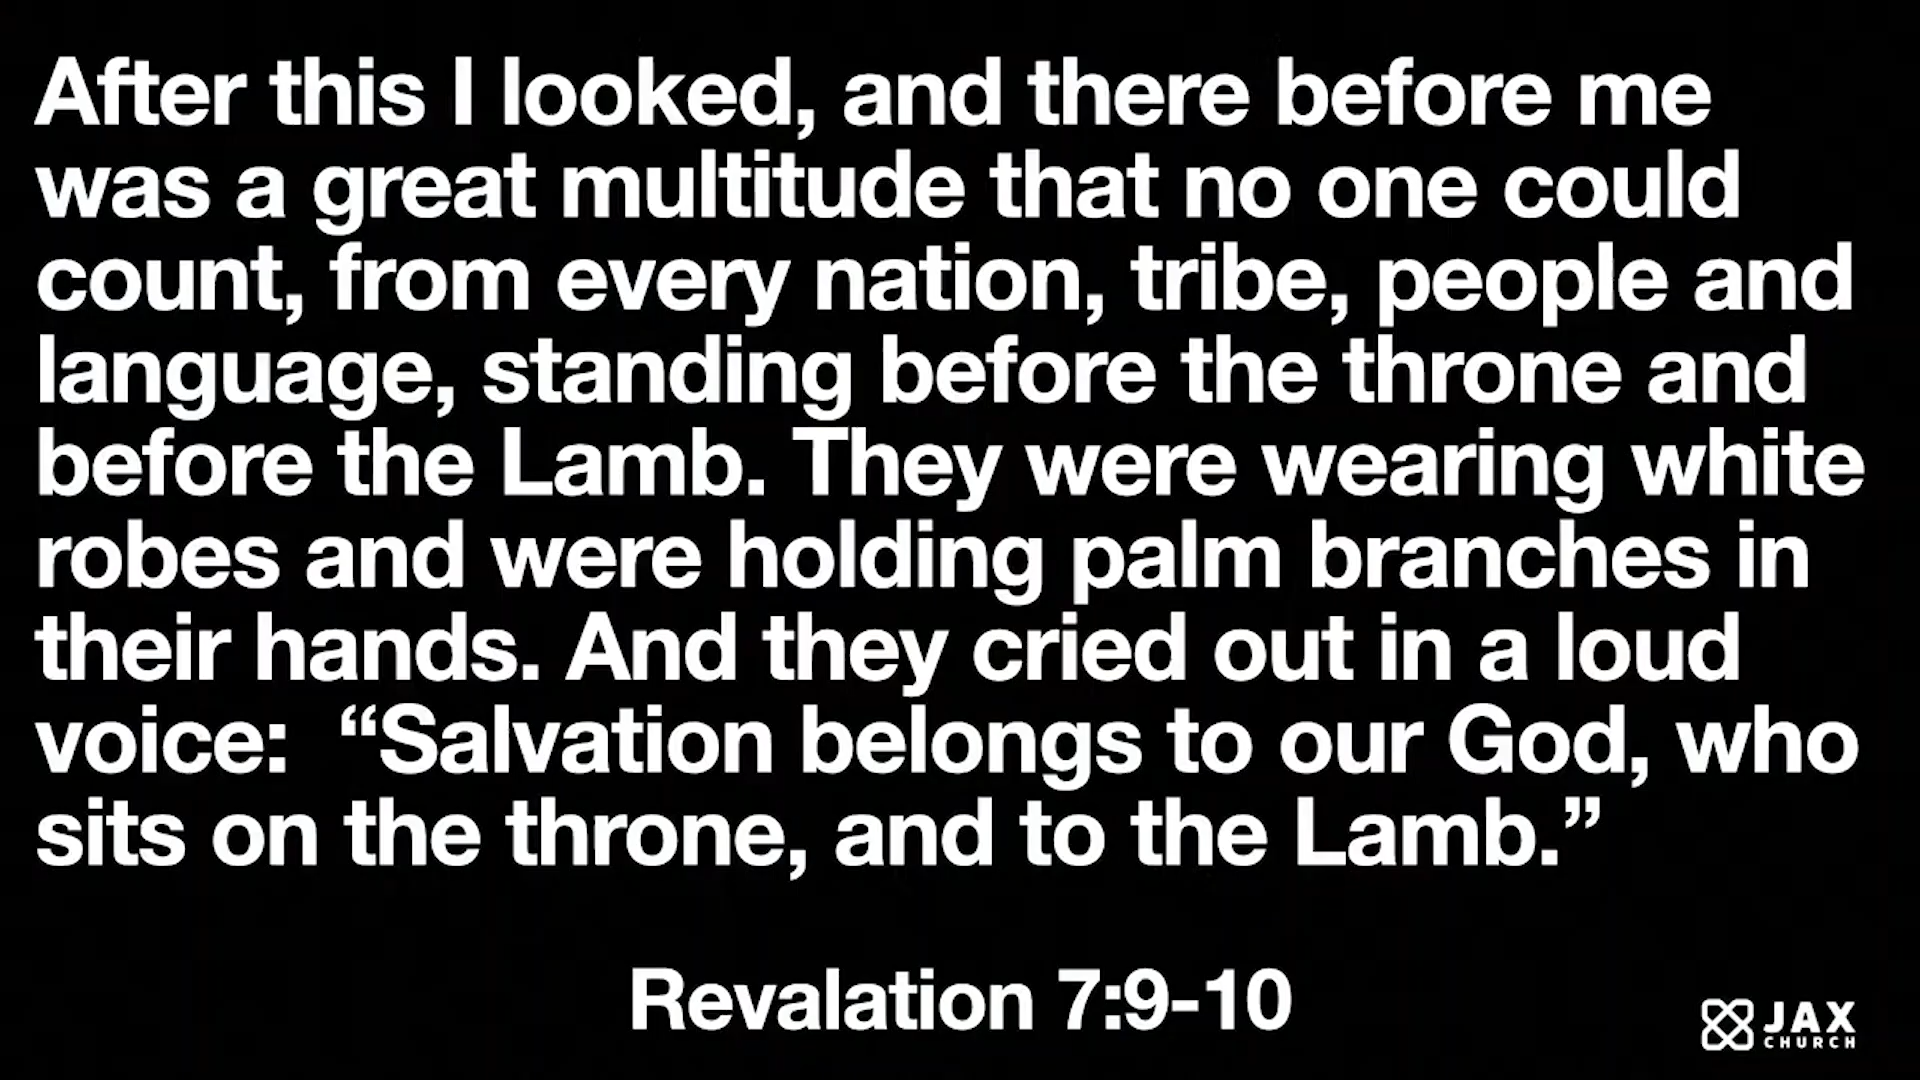 After this I looked, and there before me
was a great multitude that no one could
count, from every nation, tribe, people and
language, standing before the throne and
before the Lamb. They were wearing white
robes and were holding palm branches in
their hands. And they cried out in a loud
voice:  “Salvation belongs to our God, who
sits on the throne, and to the Lamb.”
Revalation 7:9-10
JAX
CHURCH